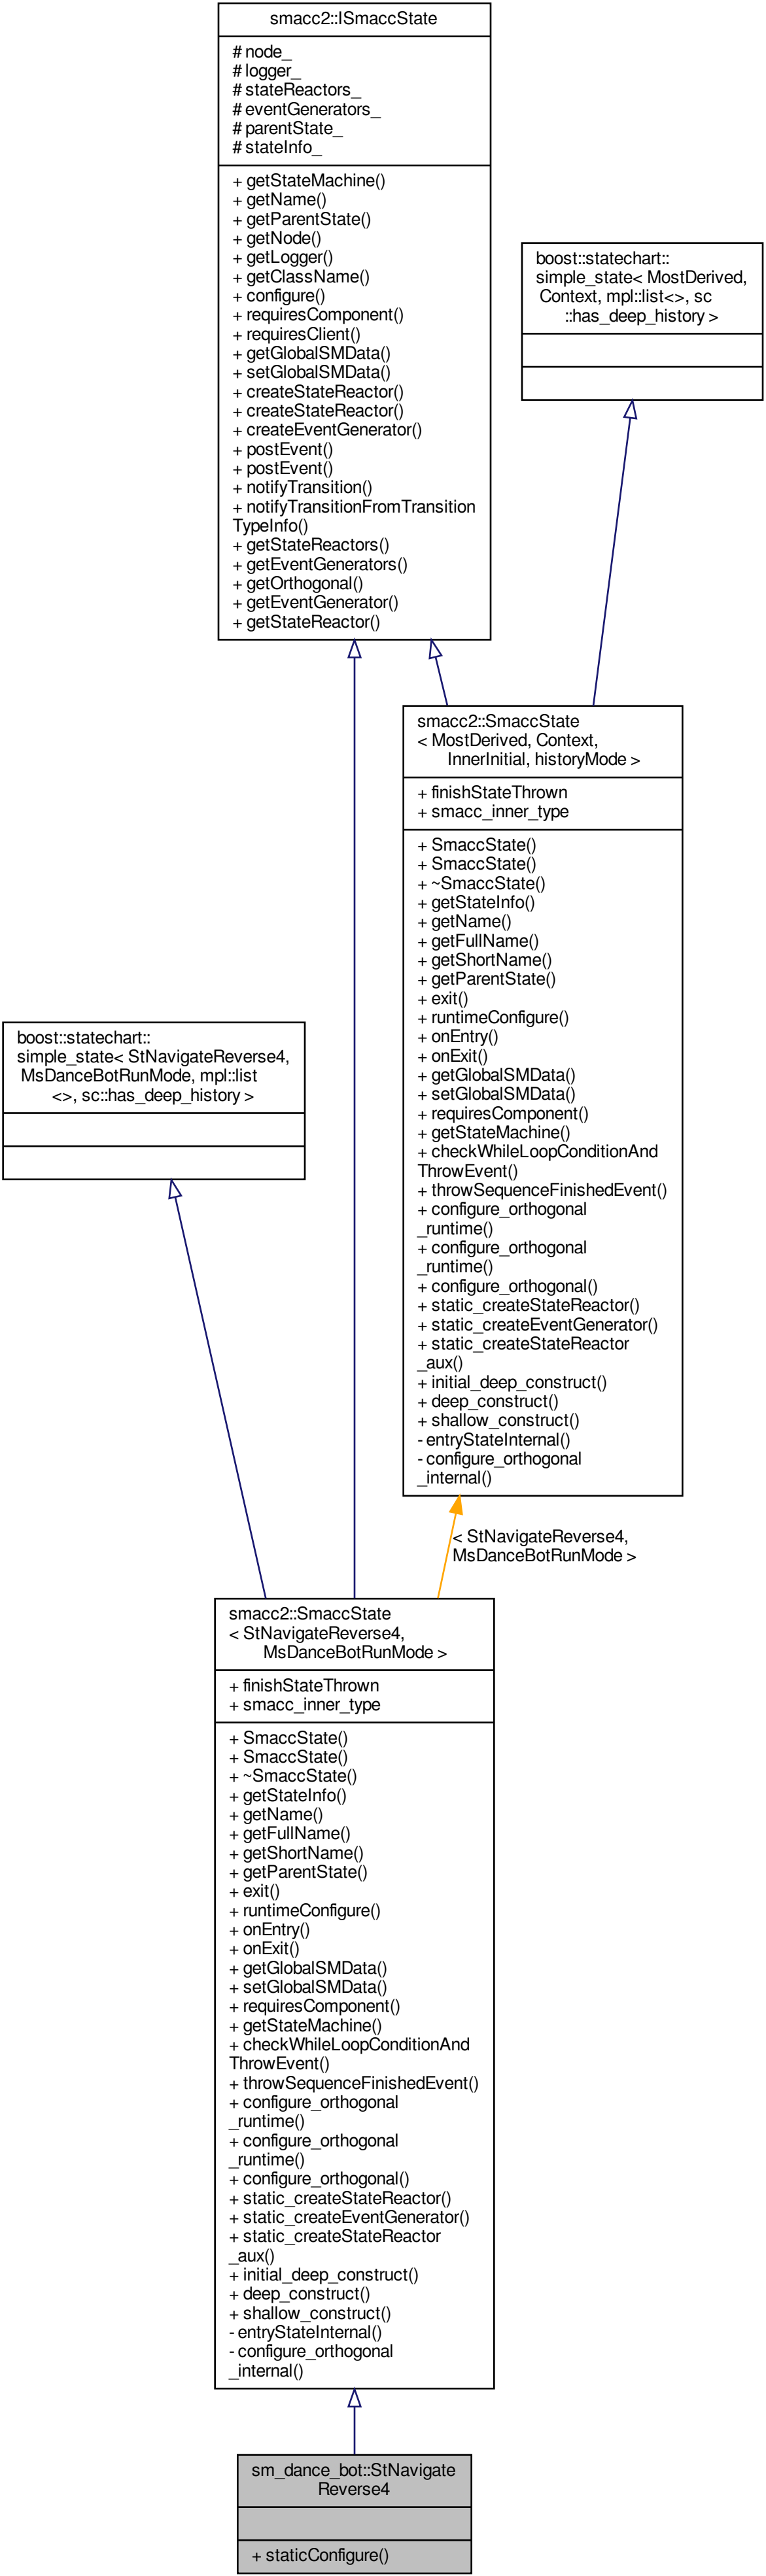 smacc2::ISmaccState
# node_
# logger_
# stateReactors_
# eventGenerators_
# parentState_
# stateInfo_
+ getStateMachine()
+ getName()
+ getParentState()
+ getNode()
+ getLogger()
+ getClassName()
+ configure()
+ requiresComponent()
+ requiresClient()
+ getGlobalSMData()
+ setGlobalSMData()
+ createStateReactor()
+ createStateReactor()
+ createEventGenerator()
+ postEvent()
+ postEvent()
+ notifyTransition()
+ notifyTransitionFromTransition
TypeInfo()
+ getStateReactors()
+ getEventGenerators()
+ getOrthogonal()
+ getEventGenerator()
+ getStateReactor()
boost::statechart::
simple_state< MostDerived,
Context, mpl::list<>, sc
::has_deep_history >
smacc2::SmaccState
< MostDerived, Context,
InnerInitial, historyMode >
+ finishStateThrown
+ smacc_inner_type
+ SmaccState()
+ SmaccState()
+ ~SmaccState()
+ getStateInfo()
+ getName()
+ getFullName()
+ getShortName()
+ getParentState()
+ exit()
+ runtimeConfigure()
+ onEntry()
+ onExit()
+ getGlobalSMData()
+ setGlobalSMData()
+ requiresComponent()
+ getStateMachine()
+ checkWhileLoopConditionAnd
ThrowEvent()
+ throwSequenceFinishedEvent()
+ configure_orthogonal
_runtime()
+ configure_orthogonal
_runtime()
+ configure_orthogonal()
+ static_createStateReactor()
+ static_createEventGenerator()
+ static_createStateReactor
_aux()
+ initial_deep_construct()
+ deep_construct()
+ shallow_construct()
- entryStateInternal()
- configure_orthogonal
_internal()
boost::statechart::
simple_state< StNavigateReverse4,
MsDanceBotRunMode, mpl::list
<>, sc::has_deep_history >
< StNavigateReverse4,
MsDanceBotRunMode >
smacc2::SmaccState
< StNavigateReverse4,
MsDanceBotRunMode >
+ finishStateThrown
+ smacc_inner_type
+ SmaccState()
+ SmaccState()
+ ~SmaccState()
+ getStateInfo()
+ getName()
+ getFullName()
+ getShortName()
+ getParentState()
+ exit()
+ runtimeConfigure()
+ onEntry()
+ onExit()
+ getGlobalSMData()
+ setGlobalSMData()
+ requiresComponent()
+ getStateMachine()
+ checkWhileLoopConditionAnd
ThrowEvent()
+ throwSequenceFinishedEvent()
+ configure_orthogonal
_runtime()
+ configure_orthogonal
_runtime()
+ configure_orthogonal()
+ static_createStateReactor()
+ static_createEventGenerator()
+ static_createStateReactor
_aux()
+ initial_deep_construct()
+ deep_construct()
+ shallow_construct()
- entryStateInternal()
- configure_orthogonal
_internal()
sm_dance_bot::StNavigate
Reverse4
+ staticConfigure()